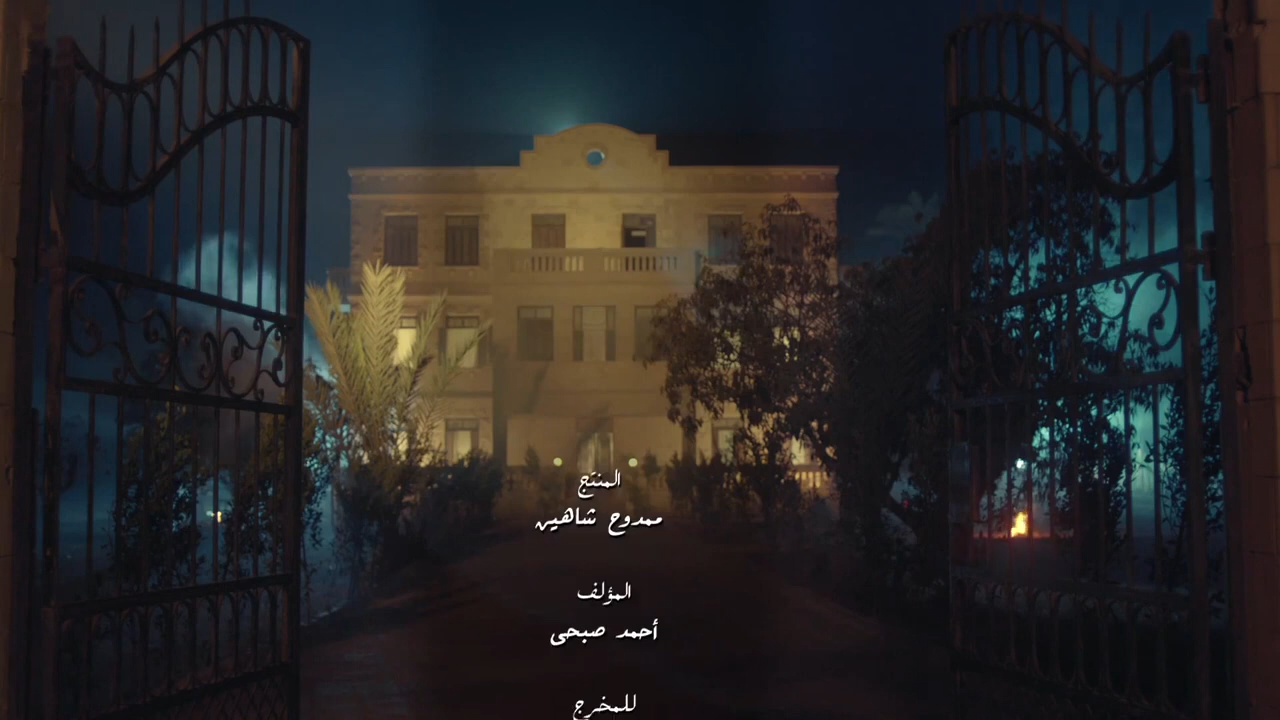 المنتج
ممدوح شاهين
المؤلف
أحمد صبحى
للمخرج